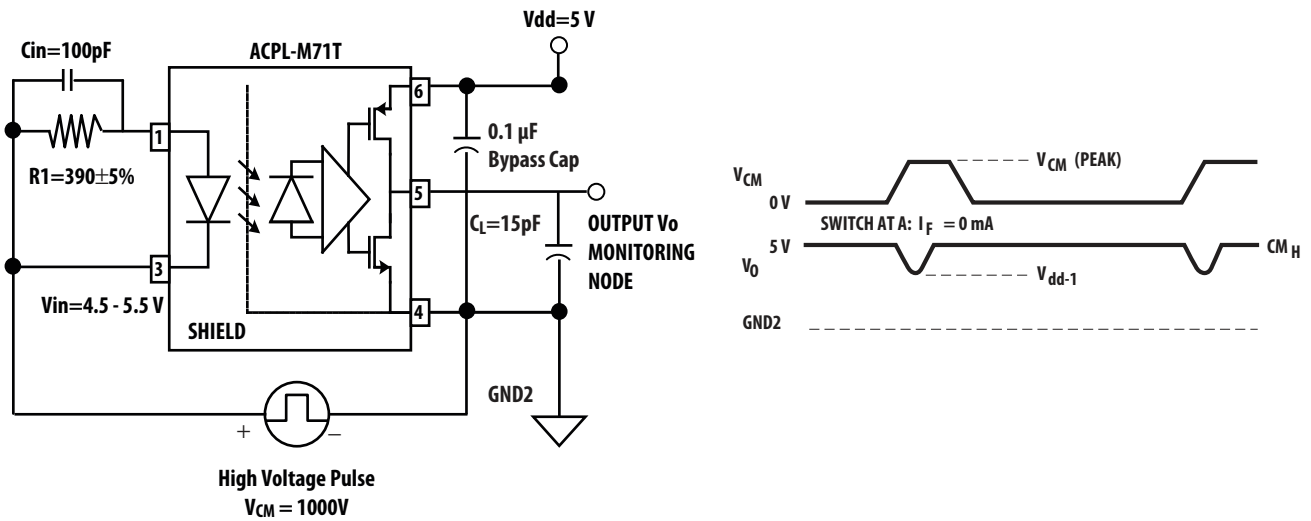 Vdd=5 V
Cin=100pF
ACPL-M71T
6
1
0.1 µF
Bypass Cap
R1=390±5%
5
CL=15pF
OUTPUT Vo
MONITORING
NODE
3
Vin=4.5 - 5.5 V
4
SHIELD
GND2
+ −
High Voltage Pulse
VCM = 1000V
VCM (PEAK)
VCM
0 V
SWITCH AT A: IF = 0 mA
5 V
CMH
VO
Vdd-1
GND2